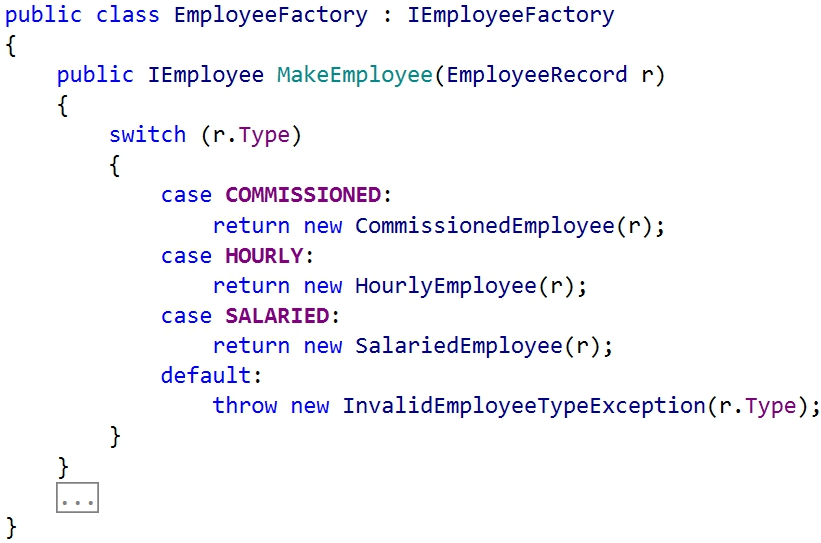 public class EmployeeFactory : IEmployeeFactory
{
    public IEmployee MakeEmployee(EmployeeRecord r)
    {
        switch (r.Type)
        {
            case COMMISSIONED:
                return new CommissionedEmployee(r);
            case HOURLY:
                return new HourlyEmployee(r);
            case SALARIED:
                return new SalariedEmployee(r);
            default:
                throw new InvalidEmployeeTypeException(r.Type);
        }
    }
    ...
}